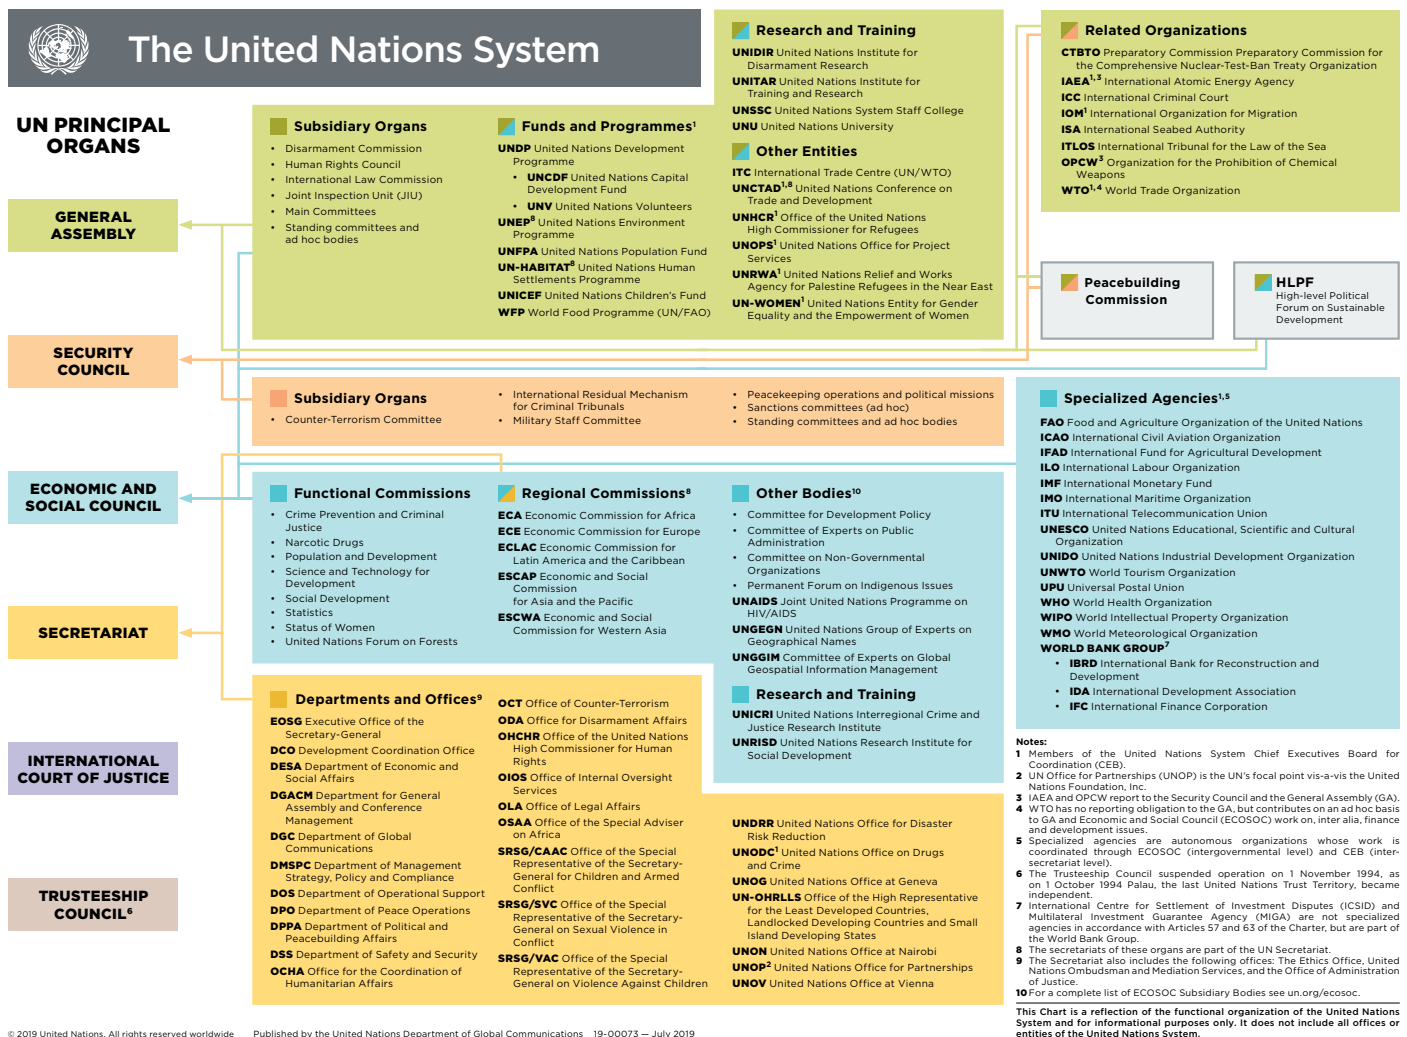 The United Nations System
UN PRINCIPAL
ORGANS
GENERAL
ASSEMBLY
SECURITY
COUNCIL
ECONOMIC AND
SOCIAL COUNCIL
SECRETARIAT
INTERNATIONAL
COURT OF JUSTICE
TRUSTEESHIP
COUNCIL⁶
Subsidiary Organs
• Disarmament Commission
• Human Rights Council
• International Law Commission
• Joint Inspection Unit (JIU)
• Main Committees
• Standing committees and
ad hoc bodies
Funds and Programmes¹
UNDP United Nations Development
Programme
• UNCDF United Nations Capital
Development Fund
• UNV United Nations Volunteers
UNEP⁸ United Nations Environment
Programme
UNFPA United Nations Population Fund
UN-HABITAT⁸ United Nations Human
Settlements Programme
UNICEF United Nations Children's Fund
WFP World Food Programme (UN/FAO)
Research and Training
UNIDIR United Nations Institute for
Disarmament Research
UNITAR United Nations Institute for
Training and Research
UNSSC United Nations System Staff College
UNU United Nations University
Other Entities
ITC International Trade Centre (UN/WTO)
UNCTAD¹,⁸ United Nations Conference on
Trade and Development
UNHCR¹ Office of the United Nations
High Commissioner for Refugees
UNOPS¹ United Nations Office for Project
Services
UNRWA¹ United Nations Relief and Works
Agency for Palestine Refugees in the Near East
UN-WOMEN¹ United Nations Entity for Gender
Equality and the Empowerment of Women
Related Organizations
CTBTO Preparatory Commission Preparatory Commission for
the Comprehensive Nuclear-Test-Ban Treaty Organization
IAEA¹,³ International Atomic Energy Agency
ICC International Criminal Court
IOM¹ International Organization for Migration
ISA International Seabed Authority
ITLOS International Tribunal for the Law of the Sea
OPCW³ Organization for the Prohibition of Chemical
Weapons
WTO¹,⁴ World Trade Organization
Peacebuilding
Commission
HLPF
High-level Political
Forum on Sustainable
Development
Subsidiary Organs
• Counter-Terrorism Committee
• International Residual Mechanism
for Criminal Tribunals
• Military Staff Committee
• Peacekeeping operations and political missions
• Sanctions committees (ad hoc)
• Standing committees and ad hoc bodies
Functional Commissions
• Crime Prevention and Criminal
Justice
• Narcotic Drugs
• Population and Development
• Science and Technology for
Development
• Social Development
• Statistics
• Status of Women
• United Nations Forum on Forests
Regional Commissions⁸
ECA Economic Commission for Africa
ECE Economic Commission for Europe
ECLAC Economic Commission for
Latin America and the Caribbean
ESCAP Economic and Social
Commission
for Asia and the Pacific
ESCWA Economic and Social
Commission for Western Asia
Other Bodies¹⁰
• Committee for Development Policy
• Committee of Experts on Public
Administration
• Committee on Non-Governmental
Organizations
• Permanent Forum on Indigenous Issues
UNAIDS Joint United Nations Programme on
HIV/AIDS
UNGEGN United Nations Group of Experts on
Geographical Names
UNGGIM Committee of Experts on Global
Geospatial Information Management
Research and Training
UNICRI United Nations Interregional Crime and
Justice Research Institute
UNRISD United Nations Research Institute for
Social Development
Specialized Agencies¹,⁵
FAO Food and Agriculture Organization of the United Nations
ICAO International Civil Aviation Organization
IFAD International Fund for Agricultural Development
ILO International Labour Organization
IMF International Monetary Fund
IMO International Maritime Organization
ITU International Telecommunication Union
UNESCO United Nations Educational, Scientific and Cultural
Organization
UNIDO United Nations Industrial Development Organization
UNWTO World Tourism Organization
UPU Universal Postal Union
WHO World Health Organization
WIPO World Intellectual Property Organization
WMO World Meteorological Organization
WORLD BANK GROUP⁷
• IBRD International Bank for Reconstruction and
Development
• IDA International Development Association
• IFC International Finance Corporation
Departments and Offices⁹
EOSG Executive Office of the
Secretary-General
DCO Development Coordination Office
DESA Department of Economic and
Social Affairs
DGACM Department for General
Assembly and Conference
Management
DGC Department of Global
Communications
DMSPC Department of Management
Strategy, Policy and Compliance
DOS Department of Operational Support
DPO Department of Peace Operations
DPPA Department of Political and
Peacebuilding Affairs
DSS Department of Safety and Security
OCHA Office for the Coordination of
Humanitarian Affairs
OCT Office of Counter-Terrorism
ODA Office for Disarmament Affairs
OHCHR Office of the United Nations
High Commissioner for Human
Rights
OIOS Office of Internal Oversight
Services
OLA Office of Legal Affairs
OSAA Office of the Special Adviser
on Africa
SRSG/CAAC Office of the Special
Representative of the Secretary-
General for Children and Armed
Conflict
SRSG/SVC Office of the Special
Representative of the Secretary-
General on Sexual Violence in
Conflict
SRSG/VAC Office of the Special
Representative of the Secretary-
General on Violence Against Children
UNDRR United Nations Office for Disaster
Risk Reduction
UNODC¹ United Nations Office on Drugs
and Crime
UNOG United Nations Office at Geneva
UN-OHRLLS Office of the High Representative
for the Least Developed Countries,
Landlocked Developing Countries and Small
Island Developing States
UNON United Nations Office at Nairobi
UNOP² United Nations Office for Partnerships
UNOV United Nations Office at Vienna
Notes:
1 Members of the United Nations System Chief Executives Board for
Coordination (CEB).
2 UN Office for Partnerships (UNOP) is the UN's focal point vis-a-vis the United
Nations Foundation, Inc.
3 IAEA and OPCW report to the Security Council and the General Assembly (GA).
4 WTO has no reporting obligation to the GA, but contributes on an ad hoc basis
to GA and Economic and Social Council (ECOSOC) work on, inter alia, finance
and development issues.
5 Specialized agencies are autonomous organizations whose work is
coordinated through ECOSOC (intergovernmental level) and CEB (inter-
secretariat level).
6 The Trusteeship Council suspended operation on 1 November 1994, as
on 1 October 1994 Palau, the last United Nations Trust Territory, became
independent.
7 International Centre for Settlement of Investment Disputes (ICSID) and
Multilateral Investment Guarantee Agency (MIGA) are not specialized
agencies in accordance with Articles 57 and 63 of the Charter, but are part of
the World Bank Group.
8 The secretariats of these organs are part of the UN Secretariat.
9 The Secretariat also includes the following offices: The Ethics Office, United
Nations Ombudsman and Mediation Services, and the Office of Administration
of Justice.
10 For a complete list of ECOSOC Subsidiary Bodies see un.org/ecosoc.
This Chart is a reflection of the functional organization of the United Nations
System and for informational purposes only. It does not include all offices or
entities of the United Nations System.
© 2019 United Nations. All rights reserved worldwide
Published by the United Nations Department of Global Communications 19-00073 — July 2019